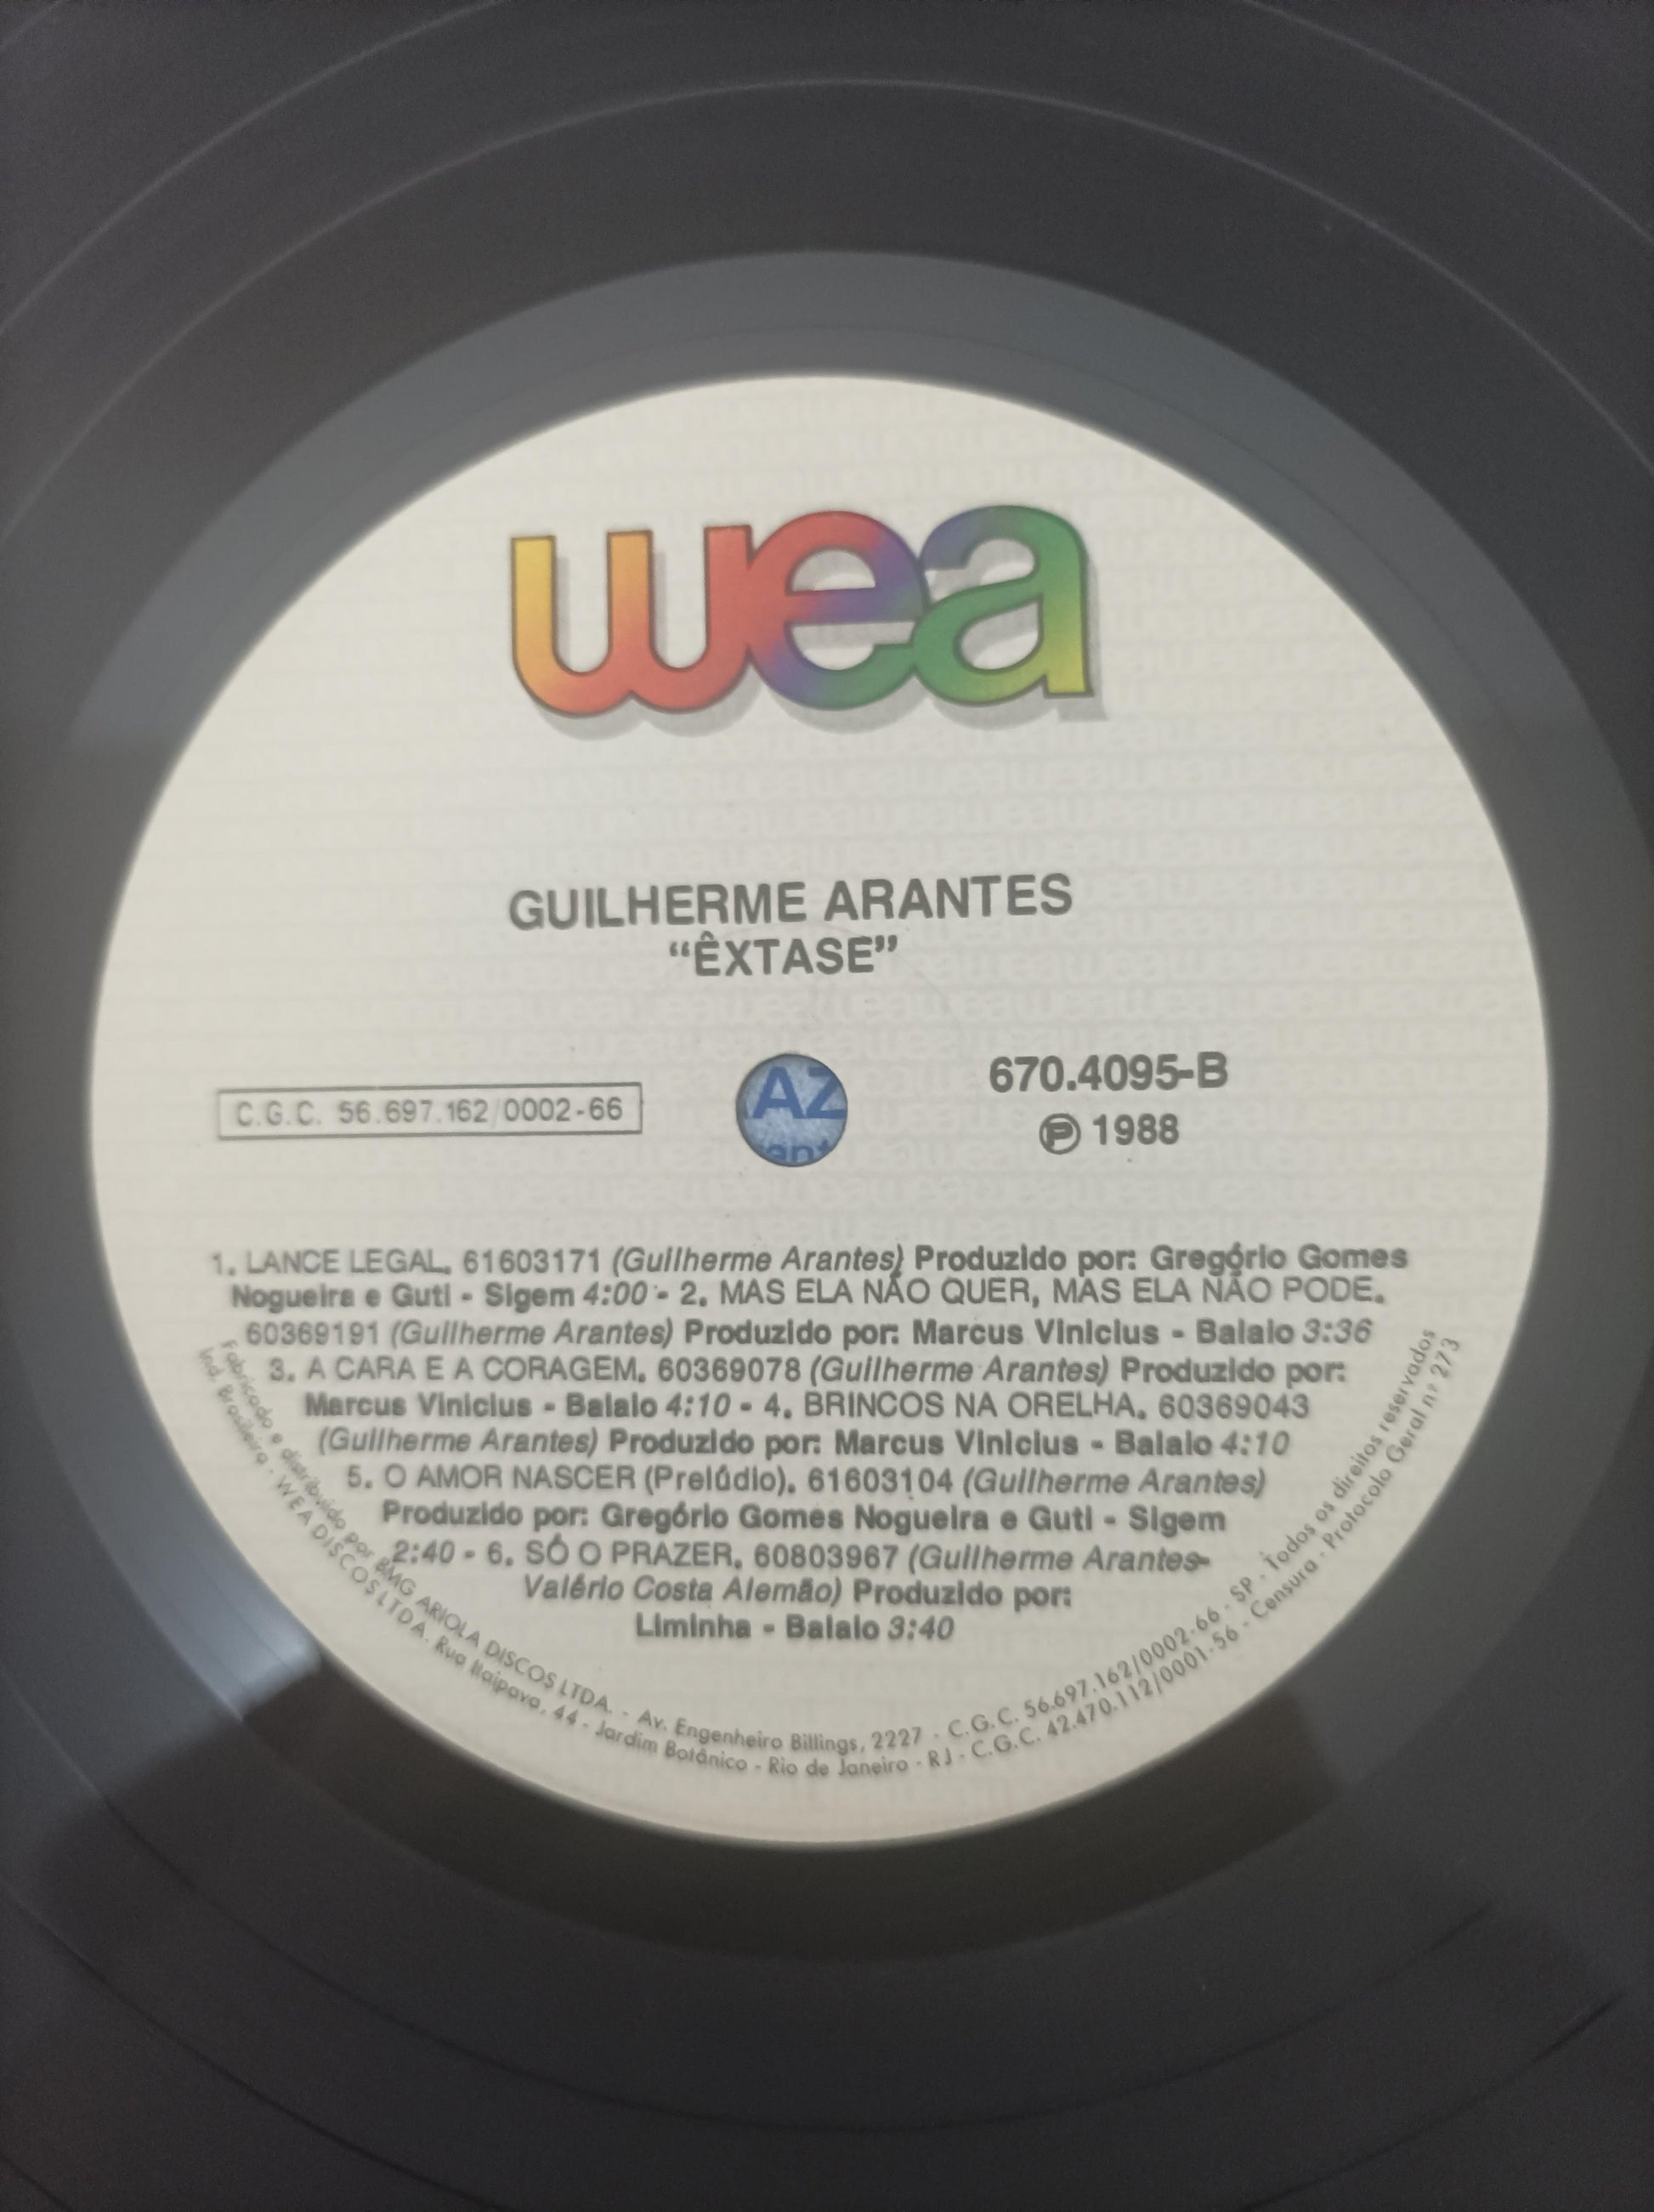 wea
GUILHERME ARANTES
“ÊXTASE”
C.G.C. 56.697.162/0002-66
AZ
670.4095-B
Ⓟ 1988
1. LANCE LEGAL. 61603171 (Guilherme Arantes) Produzido por: Gregório Gomes
Nogueira e Guti - Sigem 4:00 - 2. MAS ELA NÃO QUER, MAS ELA NÃO PODE.
60369191 (Guilherme Arantes) Produzido por: Marcus Vinicius - Balaio 3:36
3. A CARA E A CORAGEM. 60369078 (Guilherme Arantes) Produzido por:
Marcus Vinicius - Balaio 4:10 - 4. BRINCOS NA ORELHA. 60369043
(Guilherme Arantes) Produzido por: Marcus Vinicius - Balaio 4:10
5. O AMOR NASCER (Prelúdio). 61603104 (Guilherme Arantes)
Produzido por: Gregório Gomes Nogueira e Guti - Sigem
2:40 - 6. SÓ O PRAZER. 60803967 (Guilherme Arantes-
Valério Costa Alemão) Produzido por:
Liminha - Balaio 3:40
Fabricado e distribuído por BMG ARIOLA DISCOS LTDA. - Av. Engenheiro Billings, 2227 - C.G.C. 56.697.162/0002-66 - SP - Todos os direitos reservados
Ind. Brasileira - WEA DISCOS LTDA. Rua Itaipava, 44 - Jardim Botânico - Rio de Janeiro - RJ - C.G.C. 42.470.112/0001-56 - Censura - Protocolo Geral nº 273